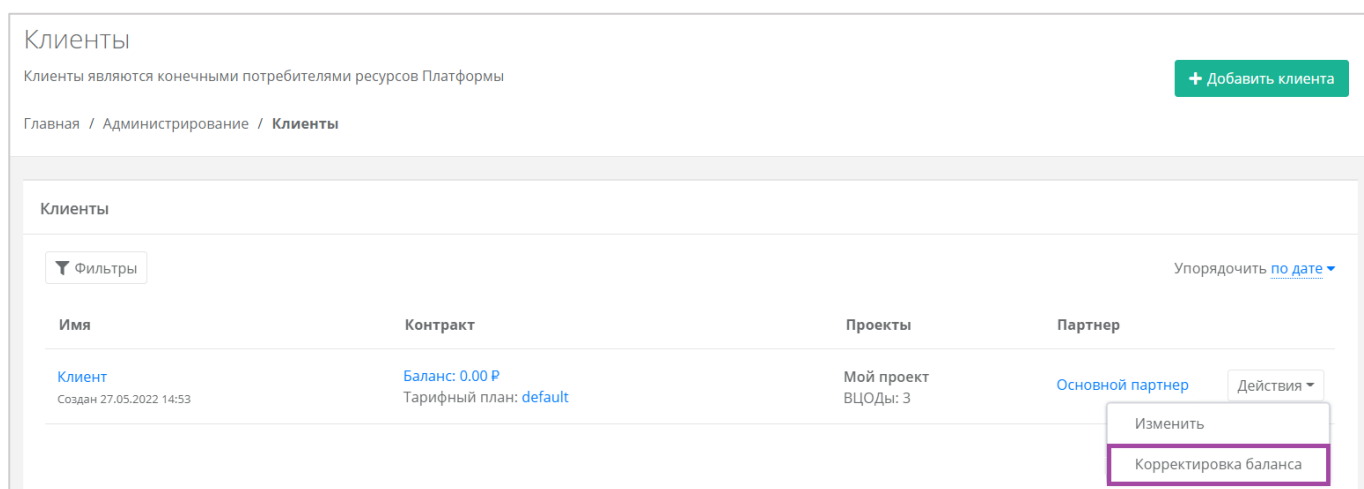 Клиенты
Клиенты являются конечными потребителями ресурсов Платформы
+ Добавить клиента
Главная / Администрирование / Клиенты
Клиенты
Фильтры
Упорядочить по дате
Имя Контракт Проекты Партнер
Клиент Баланс: 0.00 ₽ Мой проект Основной партнер Действия
Создан 27.05.2022 14:53 Тарифный план: default ВЦОДы: 3
Изменить
Корректировка баланса